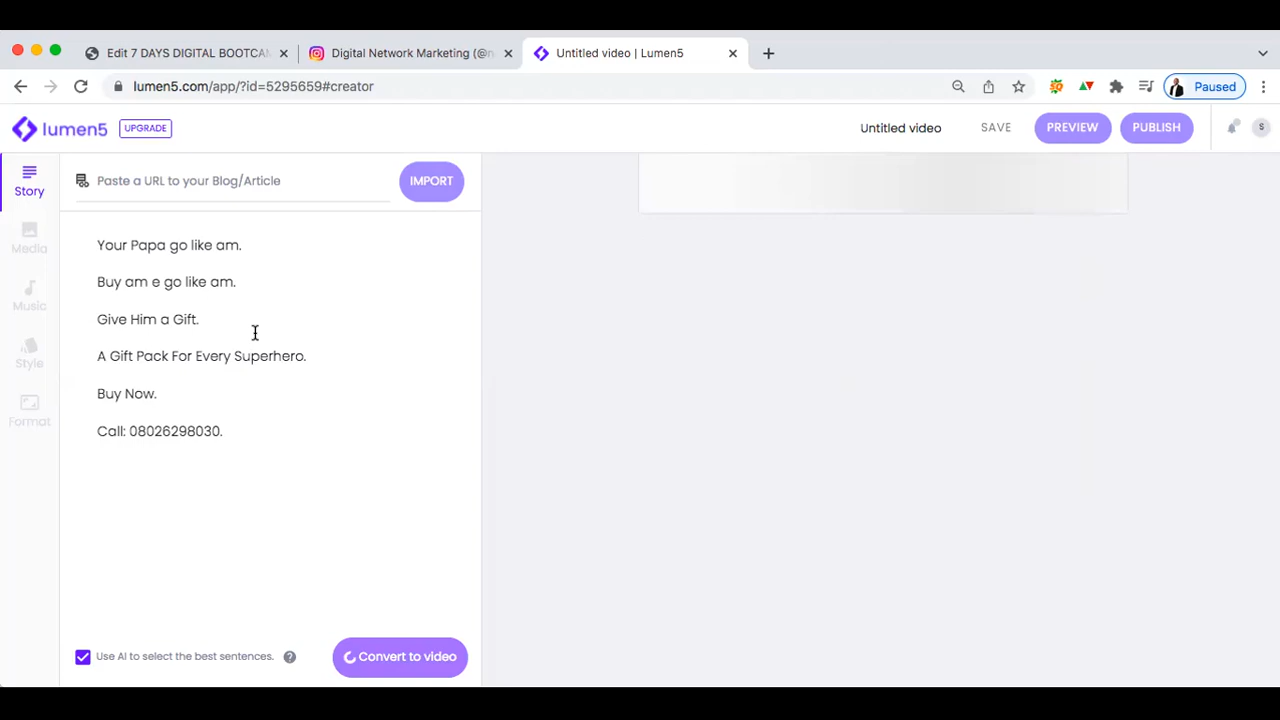 Edit 7 DAYS DIGITAL BOOTCA
Digital Network Marketing (@n
Untitled video | Lumen5
lumen5.com/app/?id=5295659#creator
Paused
lumen5
UPGRADE
Untitled video
SAVE
PREVIEW
PUBLISH
S
Story
Media
Music
Style
Format
Paste a URL to your Blog/Article
IMPORT
Your Papa go like am.
Buy am e go like am.
Give Him a Gift.
A Gift Pack For Every Superhero.
Buy Now.
Call: 08026298030.
Use AI to select the best sentences.
?
Convert to video